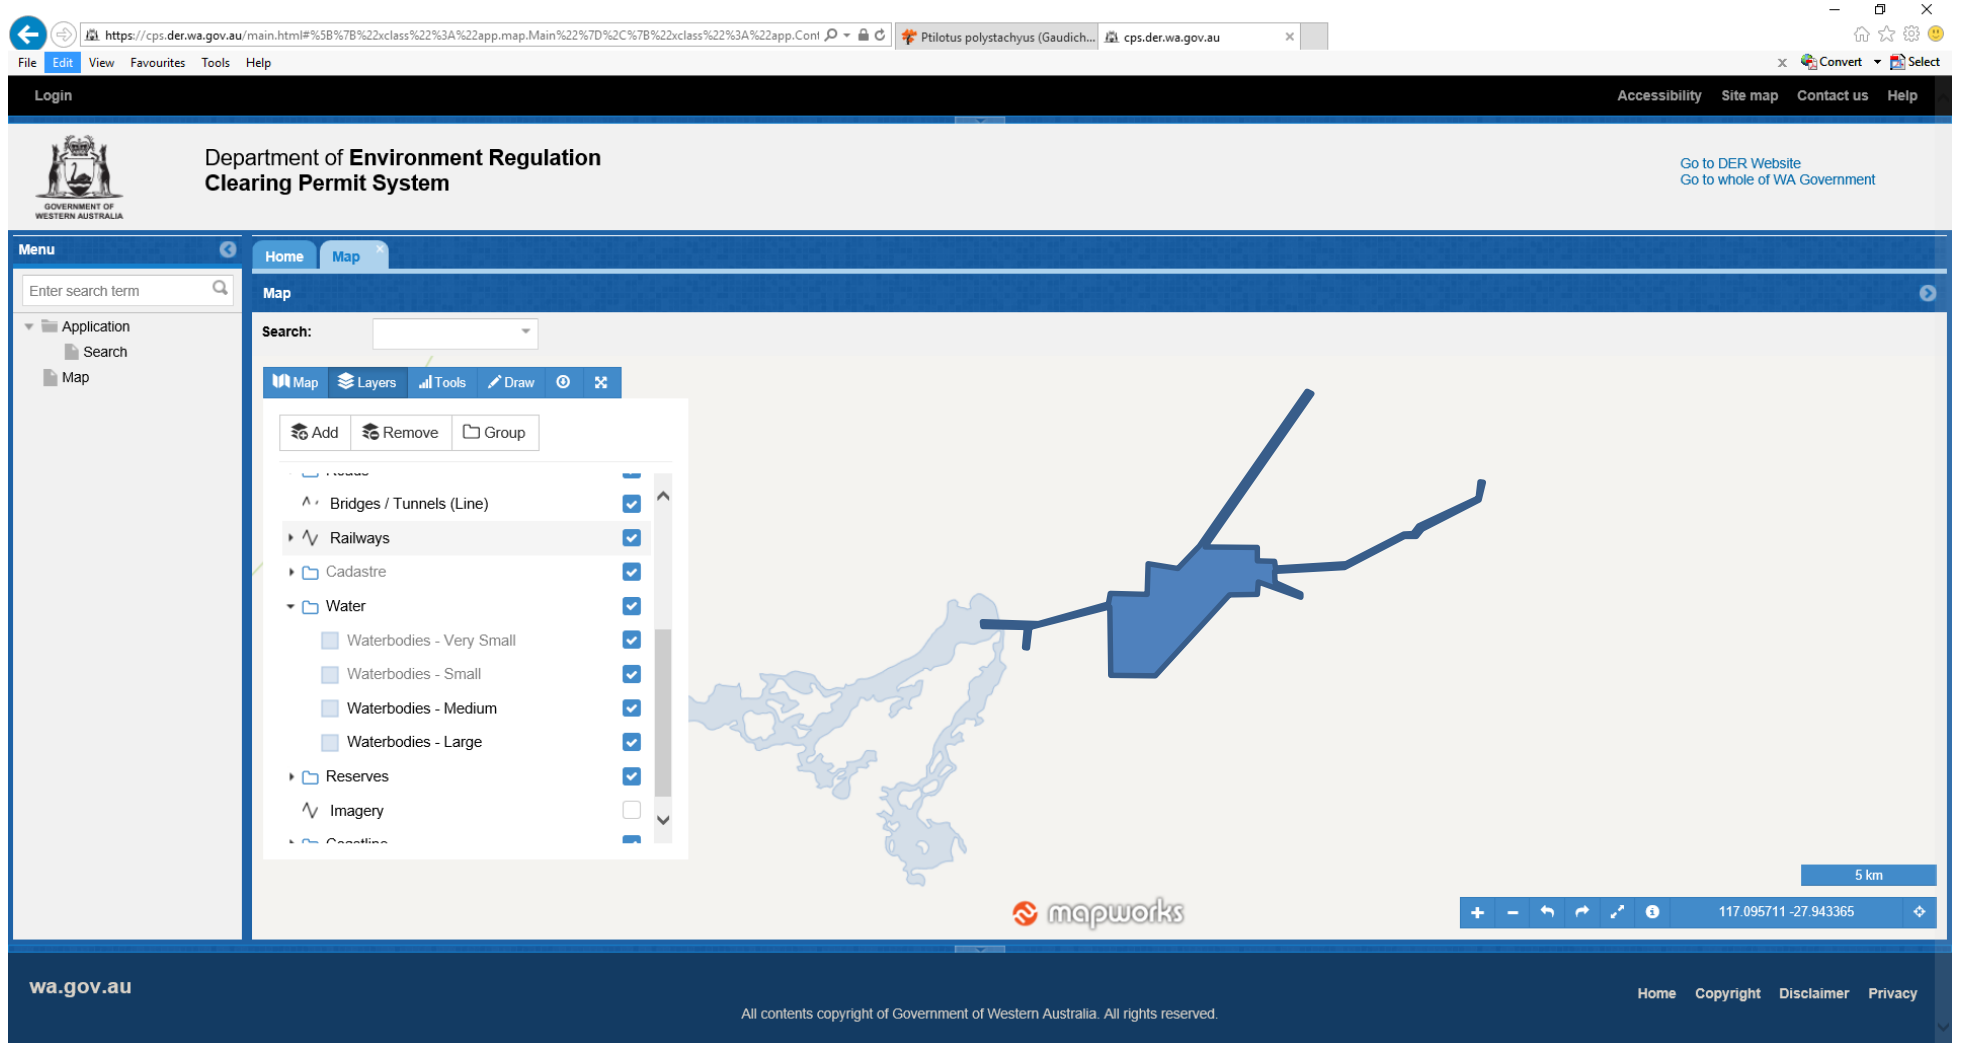 https://cps.der.wa.gov.au/main.html#%5B%7B%22xclass%22%3A%22app.map.Main%22%7D%2C%7B%22xclass%22%3A%22app.Cont
Ptilotus polystachyus (Gaudich...
cps.der.wa.gov.au
File Edit View Favourites Tools Help
Convert Select
Login
Accessibility Site map Contact us Help
GOVERNMENT OF
WESTERN AUSTRALIA
Department of Environment Regulation
Clearing Permit System
Go to DER Website
Go to whole of WA Government
Menu
Enter search term
Application
Search
Map
Home Map
Map
Search:
Map Layers Tools Draw
Add Remove Group
Roads
Bridges / Tunnels (Line)
Railways
Cadastre
Water
Waterbodies - Very Small
Waterbodies - Small
Waterbodies - Medium
Waterbodies - Large
Reserves
Imagery
Coastline
5 km
mapworks
117.095711 -27.943365
wa.gov.au
Home Copyright Disclaimer Privacy
All contents copyright of Government of Western Australia. All rights reserved.